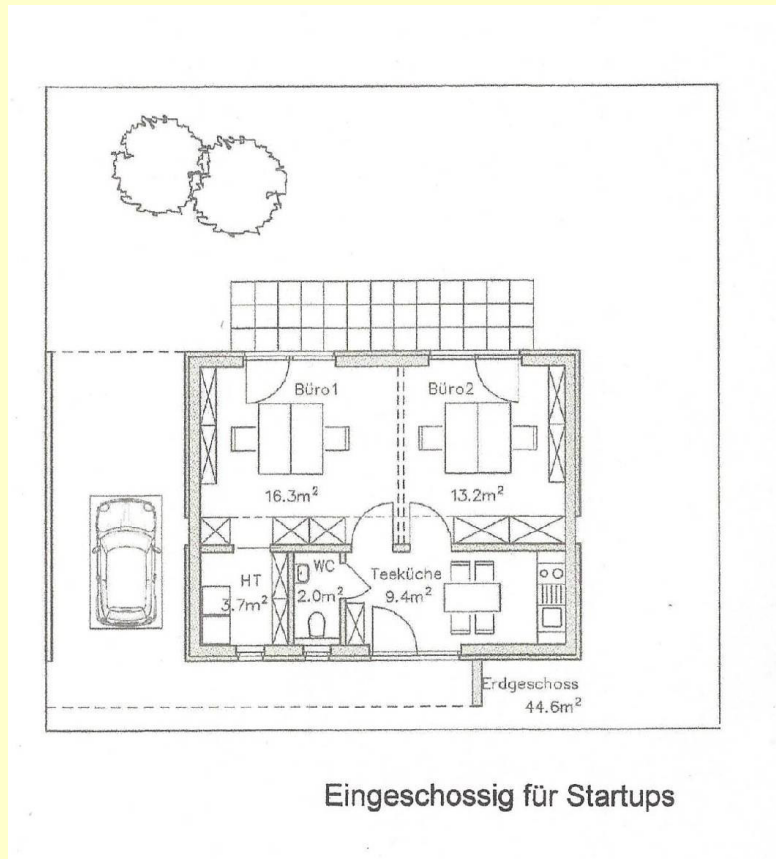 Büro1
Büro2
16.3m²
13.2m²
HT
3.7m²
WC
2.0m²
Teeküche
9.4m²
Erdgeschoss
44.6m²
Eingeschossig für Startups